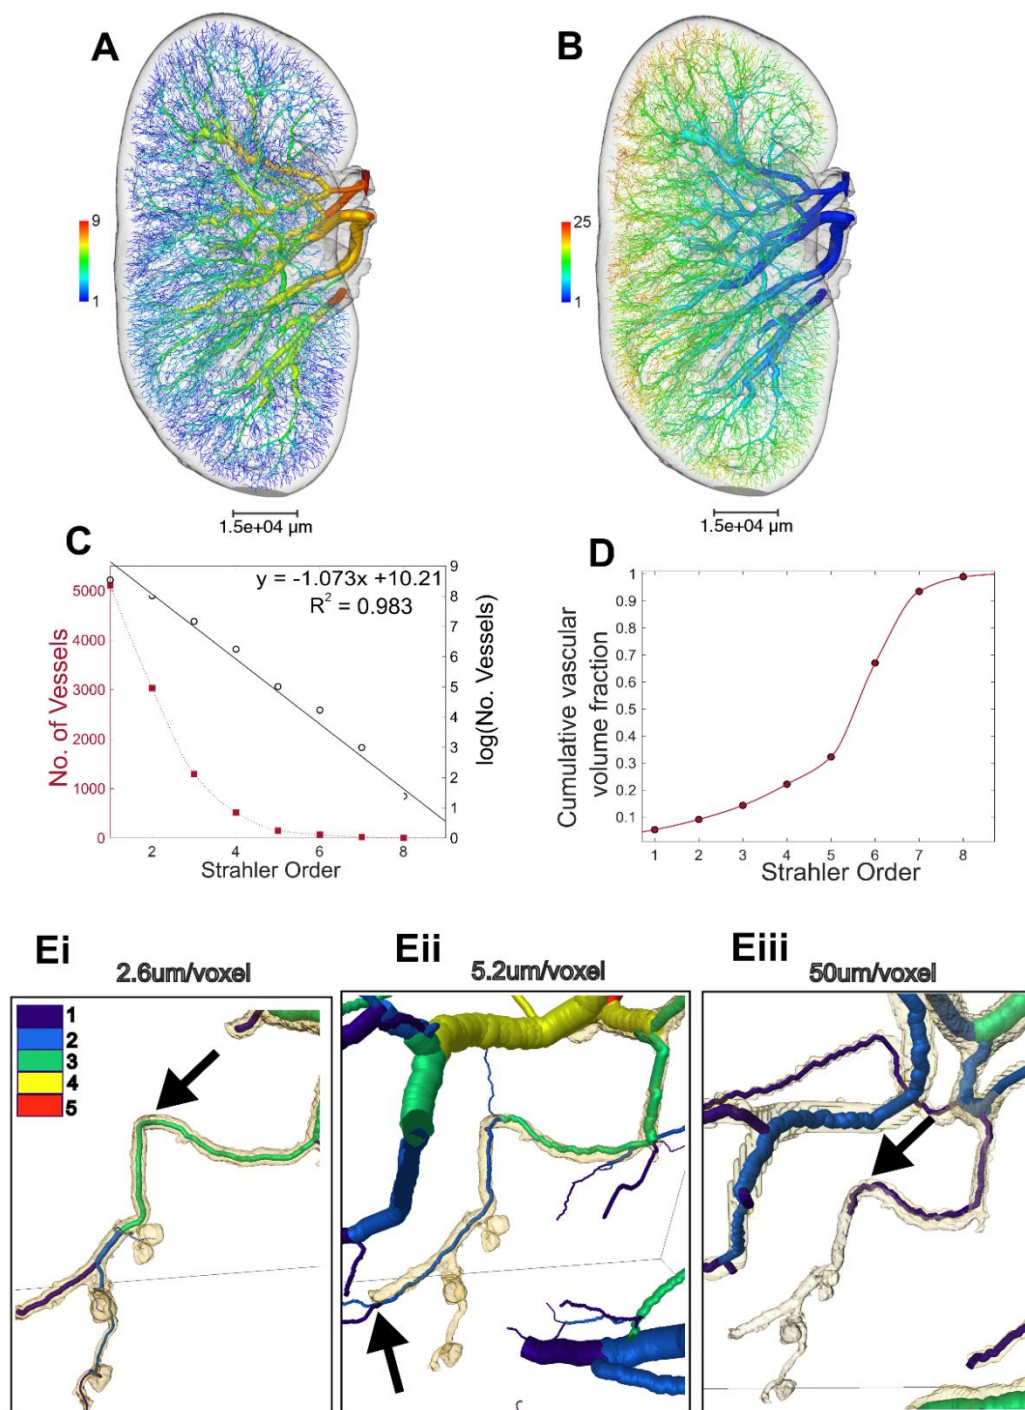 A
B
9
1
25
1
1.5e+04 µm
1.5e+04 µm
C
y = -1.073x +10.21
R² = 0.983
No. of Vessels
5000
4000
3000
2000
1000
0
log(No. Vessels)
9
8
7
6
5
4
3
2
1
0
2
4
6
8
Strahler Order
D
Cumulative vascular
volume fraction
1
0.9
0.8
0.7
0.6
0.5
0.4
0.3
0.2
0.1
1
2
3
4
5
6
7
8
Strahler Order
Ei
2.6um/voxel
1
2
3
4
5
Eii
5.2um/voxel
Eiii
50um/voxel